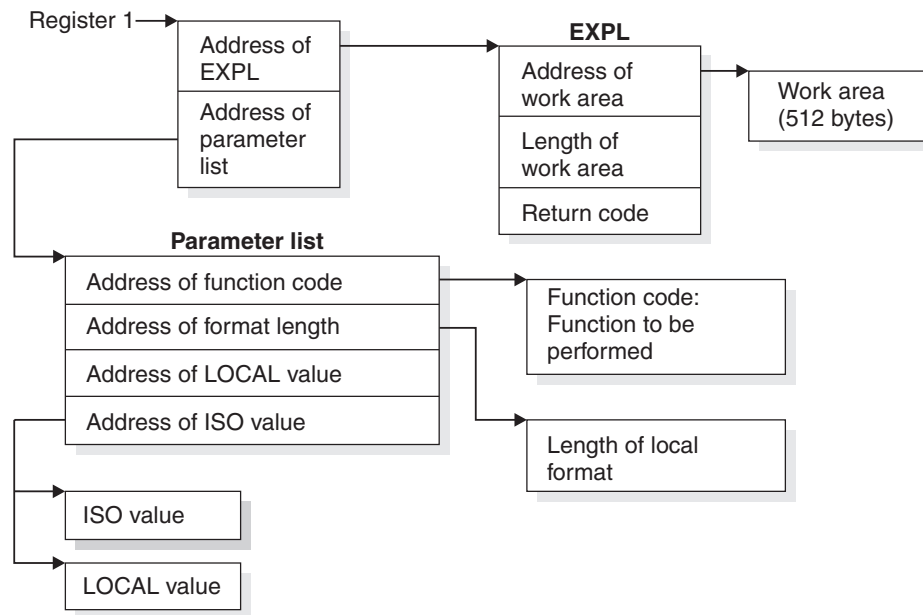 Register 1
Address of
EXPL
Address of
parameter
list
EXPL
Address of
work area
Length of
work area
Return code
Work area
(512 bytes)
Parameter list
Address of function code
Address of format length
Address of LOCAL value
Address of ISO value
Function code:
Function to be
performed
Length of local
format
ISO value
LOCAL value